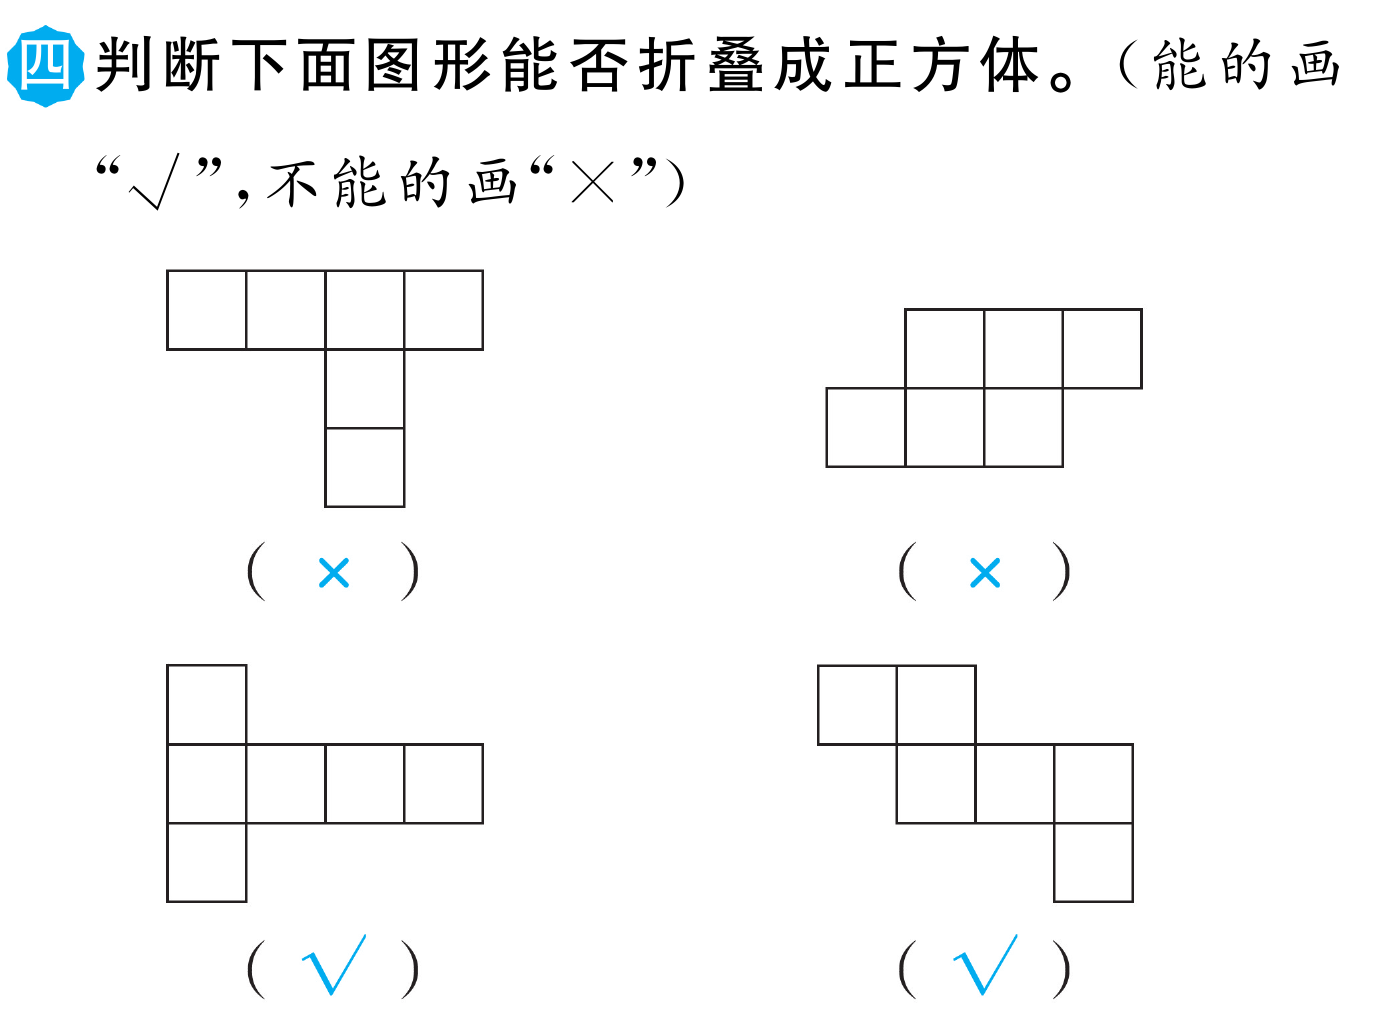 四 判断下面图形能否折叠成正方体。(能的画
“√”,不能的画“×”)
( × ) ( × )
( √ ) ( √ )